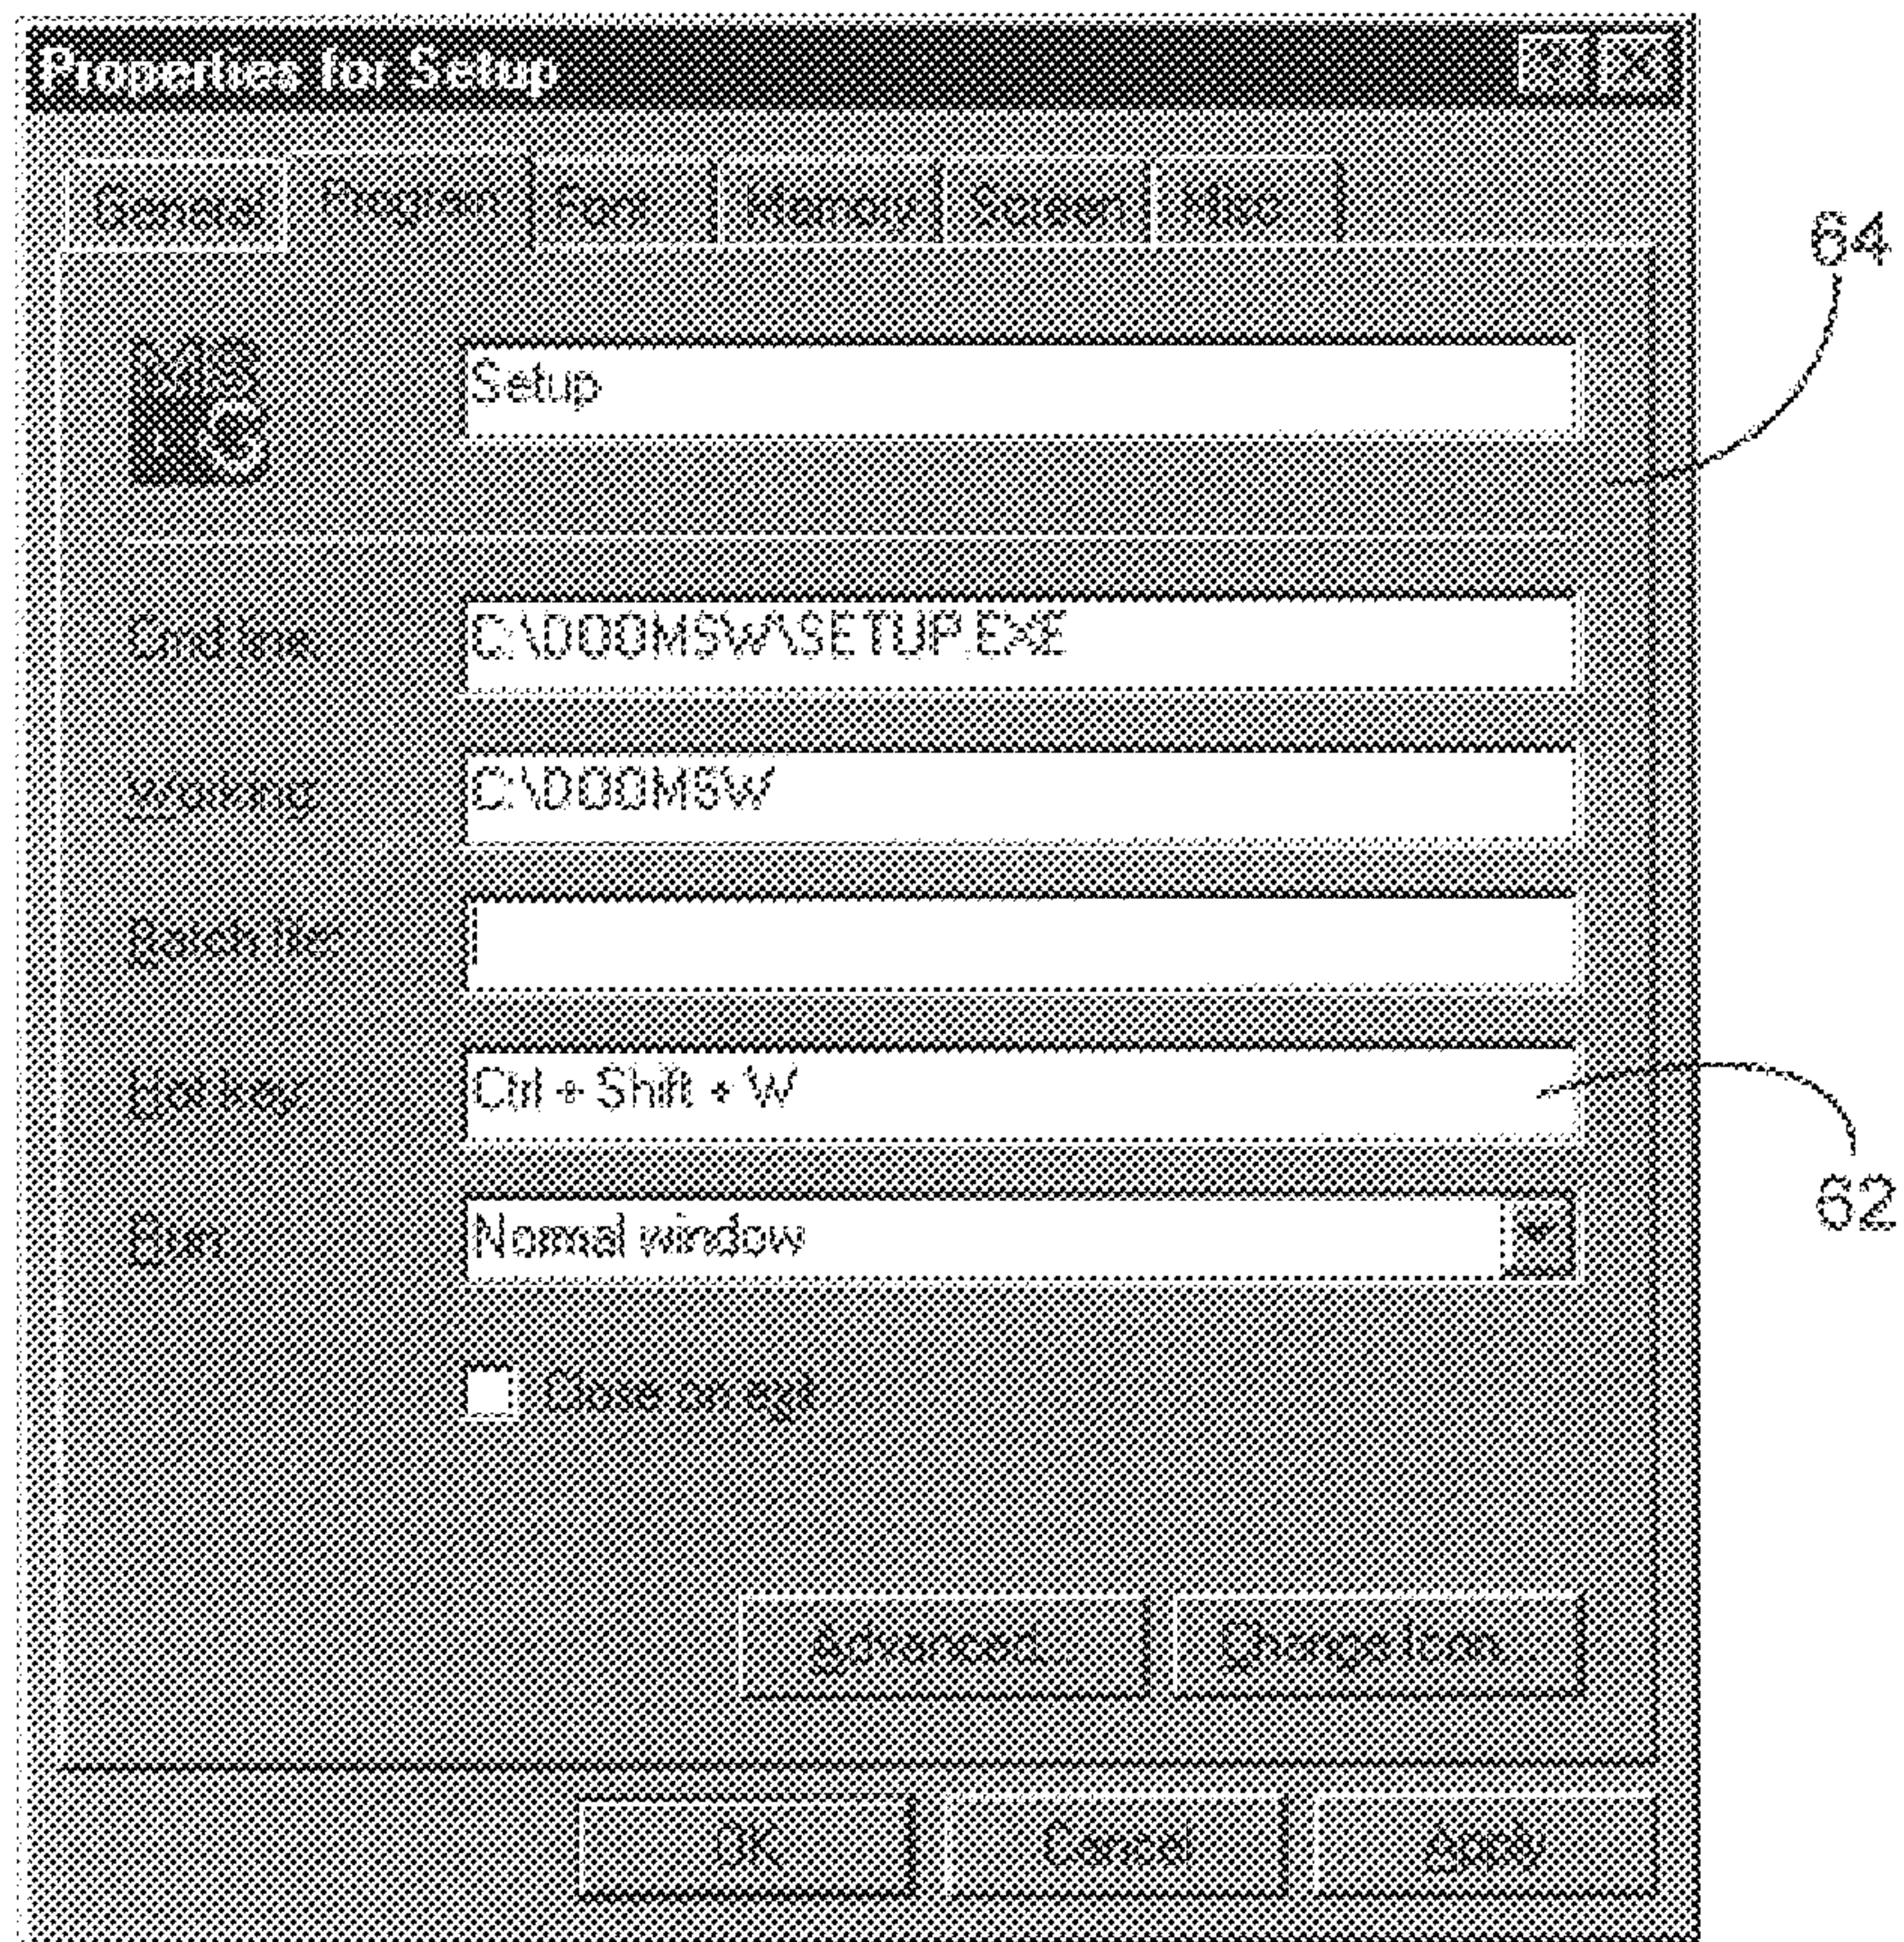 Properties for Setup
General Program Font Memory Screen Misc
64
Setup
Cmd line: C:\DOOMSW\SETUP.EXE
Working: C:\DOOMSW
Batch file:
Hot key: Ctrl + Shift + W
62
Run: Normal window
Close on exit
Advanced... Change Icon...
OK Cancel Apply